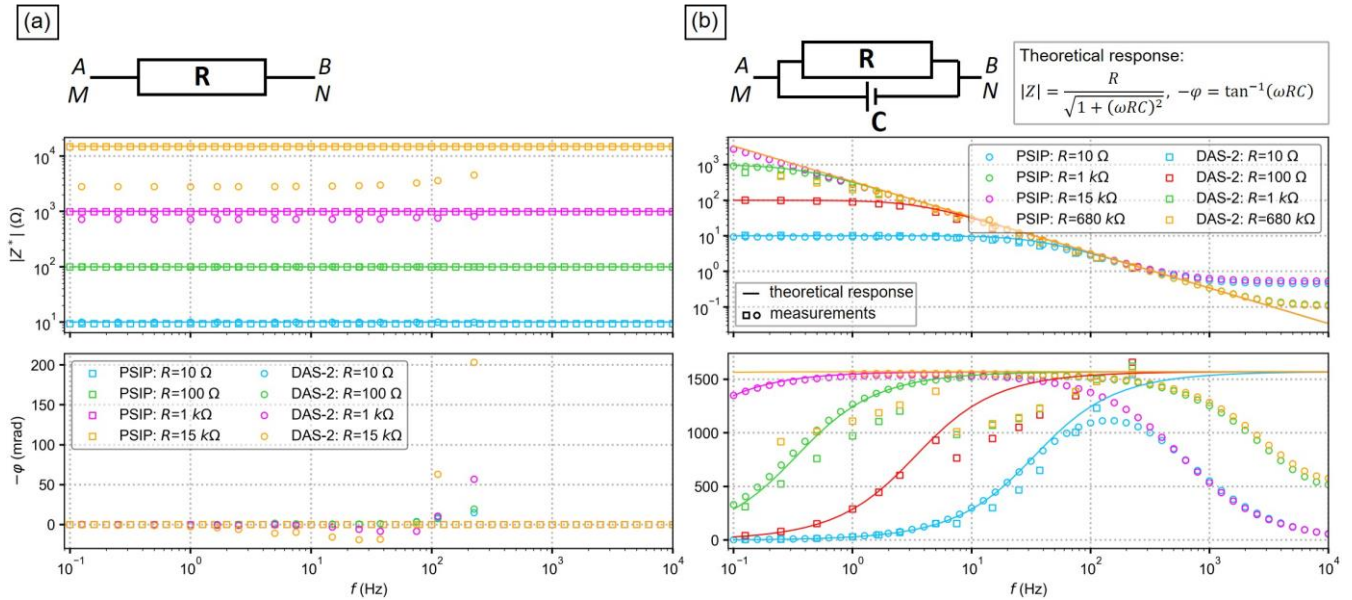 (a)
A
M
R
B
N
|Z*| (Ω)
10⁴
10³
10²
10¹
−φ (mrad)
200
150
100
50
0
PSIP: R=10 Ω
PSIP: R=100 Ω
PSIP: R=1 kΩ
PSIP: R=15 kΩ
DAS-2: R=10 Ω
DAS-2: R=100 Ω
DAS-2: R=1 kΩ
DAS-2: R=15 kΩ
10⁻¹ 10⁰ 10¹ 10² 10³ 10⁴
f (Hz)
(b)
A
M
R
C
B
N
Theoretical response:
|Z| = R / √(1 + (ωRC)²), −φ = tan⁻¹(ωRC)
10³
10²
10¹
10⁰
10⁻¹
PSIP: R=10 Ω
PSIP: R=1 kΩ
PSIP: R=15 kΩ
PSIP: R=680 kΩ
DAS-2: R=10 Ω
DAS-2: R=100 Ω
DAS-2: R=1 kΩ
DAS-2: R=680 kΩ
theoretical response
measurements
1500
1000
500
0
10⁻¹ 10⁰ 10¹ 10² 10³ 10⁴
f (Hz)